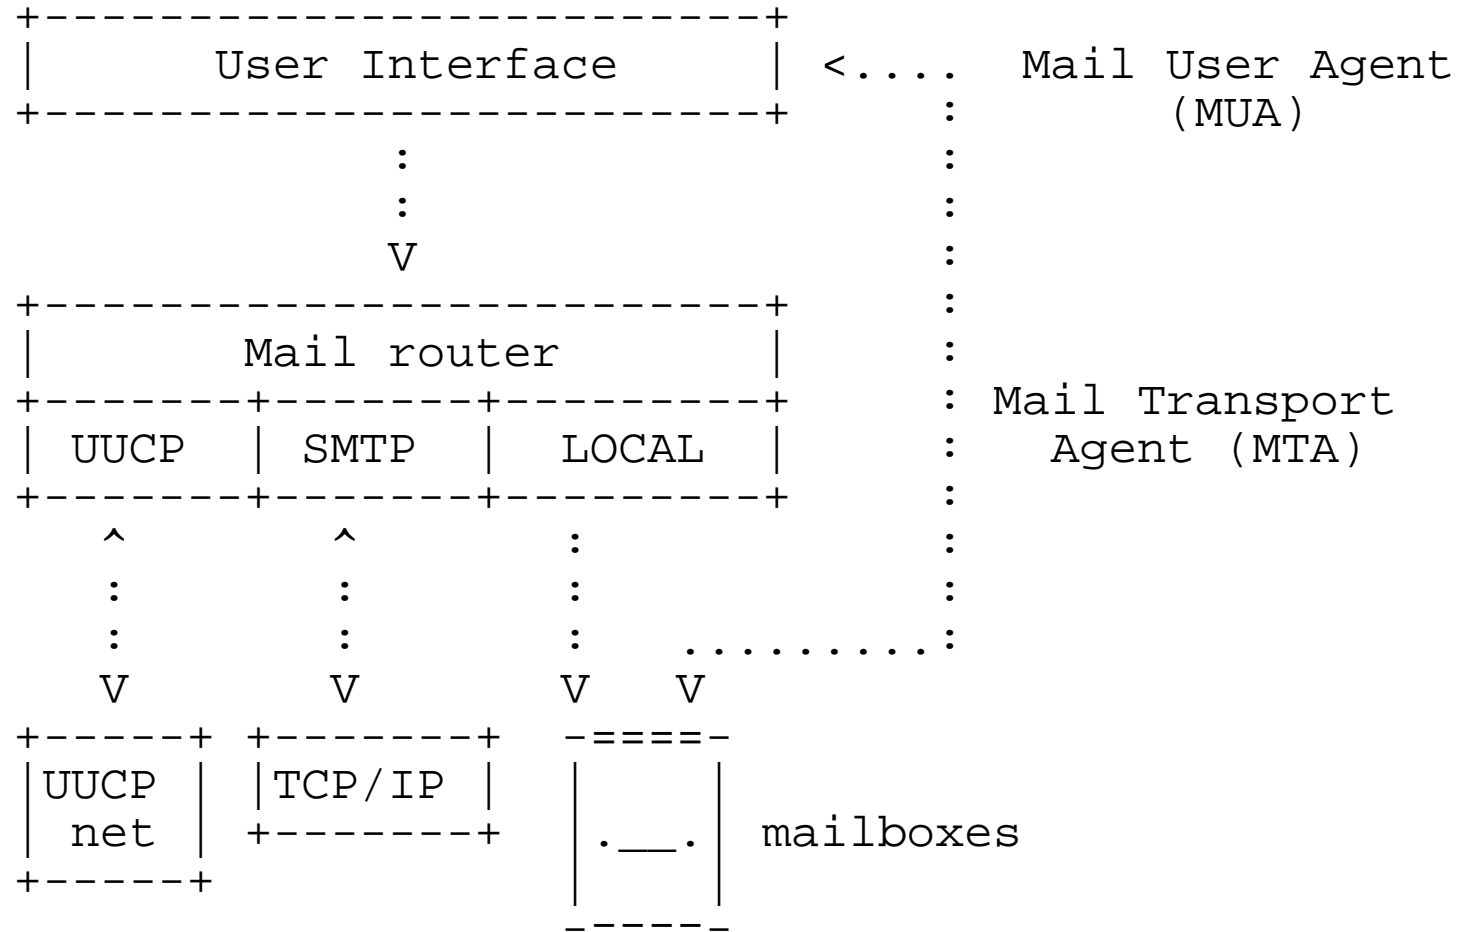 +-------------------------+
|      User Interface     | <....  Mail User Agent
+-------------------------+     :       (MUA)
             :                  :
             :                  :
             V                  :
+-------------------------+     :
|       Mail router       |     :
+-------+-------+---------+     : Mail Transport
| UUCP  | SMTP  |  LOCAL  |     :   Agent (MTA)
+-------+-------+---------+     :
   ^       ^       :            :
   :       :       :            :
   :       :       :   .........:
   V       V       V   V
+-----+ +-------+  -====-
|UUCP | |TCP/IP |  |    |
| net | +-------+  |.__.| mailboxes
+-----+            |    |
                   -----